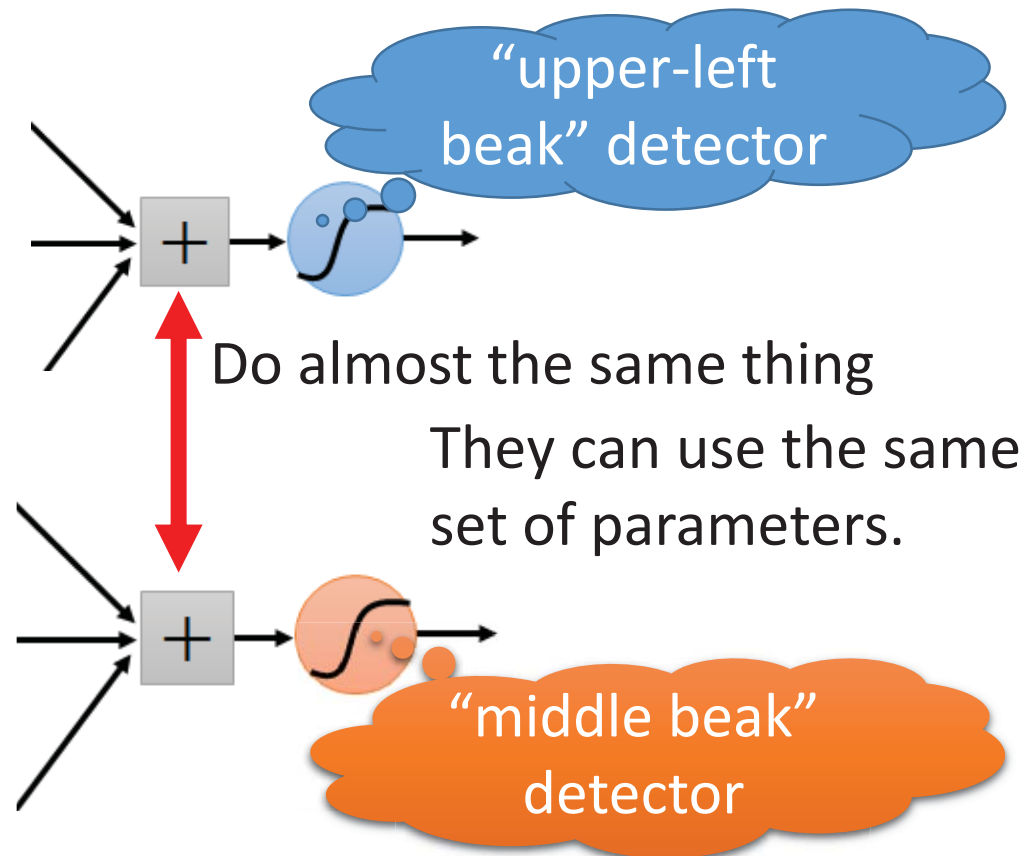 “upper-left
beak” detector
+
Do almost the same thing
They can use the same
set of parameters.
+
“middle beak”
detector